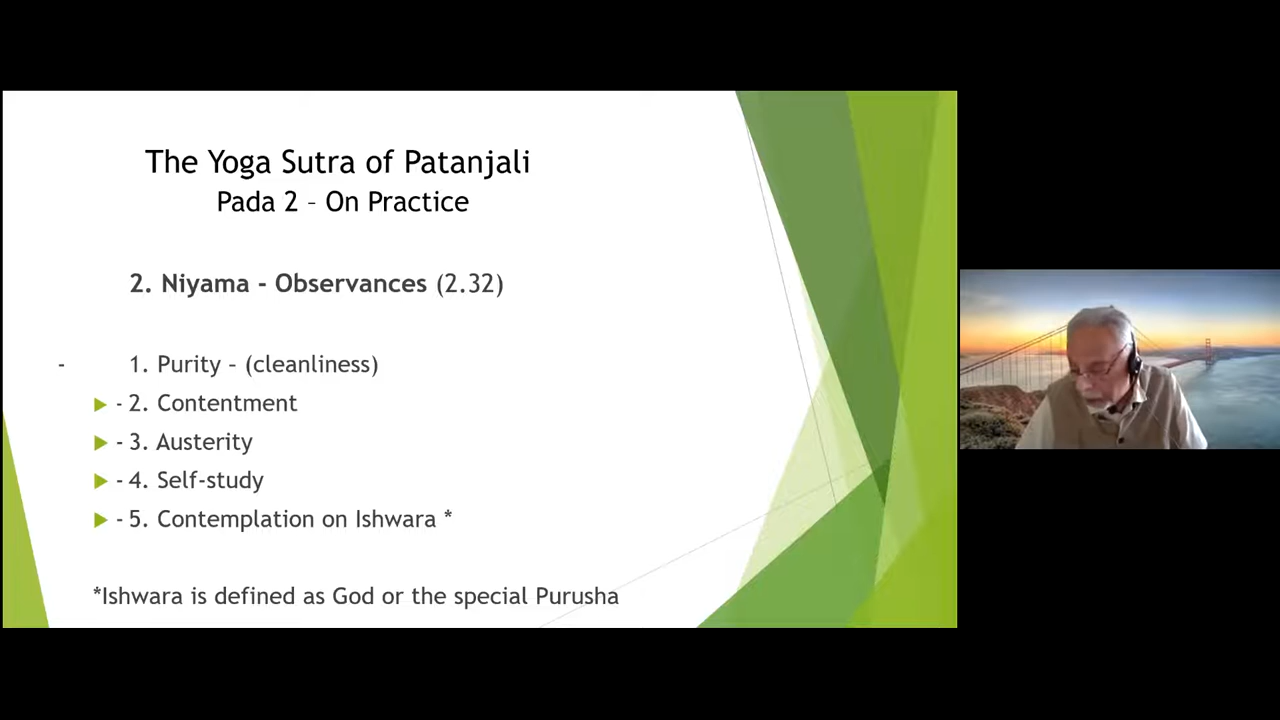 The Yoga Sutra of Patanjali
Pada 2 – On Practice
2. Niyama - Observances (2.32)
- 1. Purity – (cleanliness)
- 2. Contentment
- 3. Austerity
- 4. Self-study
- 5. Contemplation on Ishwara *
*Ishwara is defined as God or the special Purusha